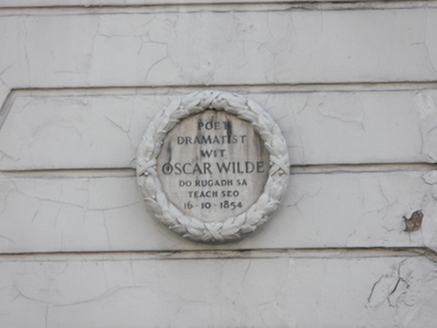 POET
DRAMATIST
WIT
OSCAR WILDE
DO RUGADH SA
TEACH SEO
16·10·1854